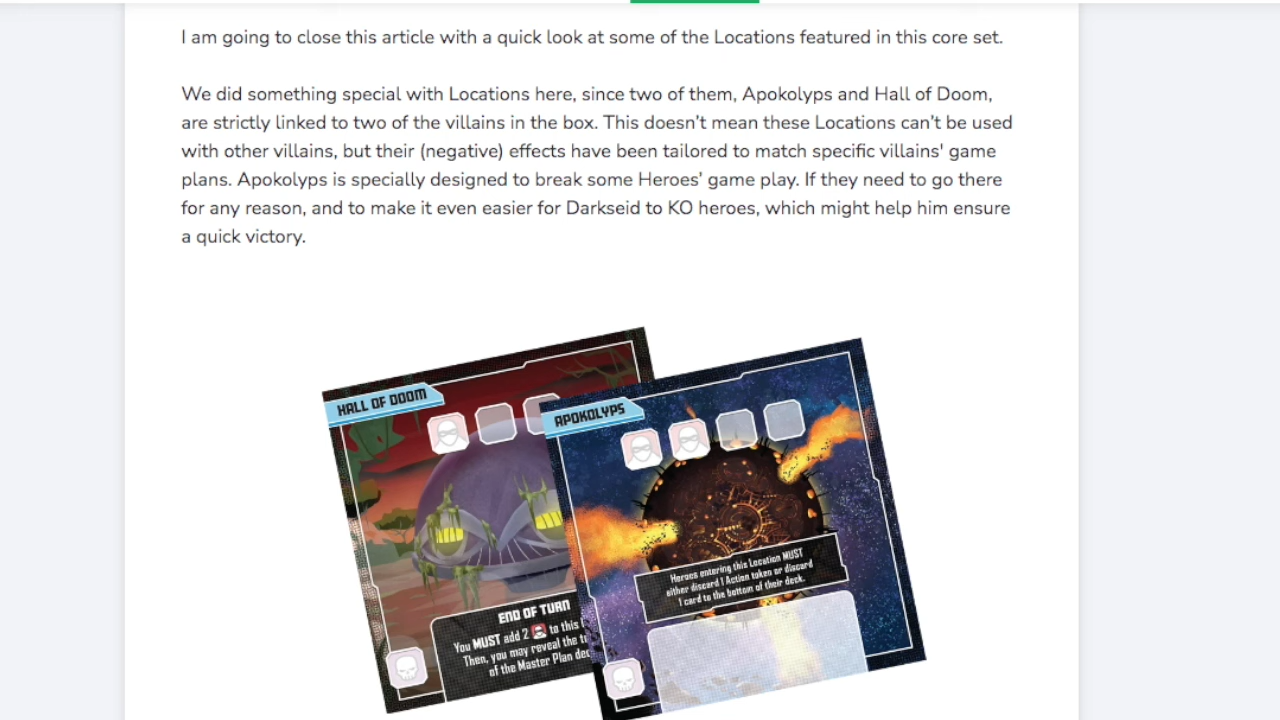 I am going to close this article with a quick look at some of the Locations featured in this core set.
We did something special with Locations here, since two of them, Apokolyps and Hall of Doom,
are strictly linked to two of the villains in the box. This doesn't mean these Locations can't be used
with other villains, but their (negative) effects have been tailored to match specific villains' game
plans. Apokolyps is specially designed to break some Heroes' game play. If they need to go there
for any reason, and to make it even easier for Darkseid to KO heroes, which might help him ensure
a quick victory.
HALL OF DOOM
END OF TURN
You MUST add 2 to this
Then, you may reveal the
of the Master Plan
APOKOLYPS
Heroes entering this Location MUST
either discard 1 Action token or discard
1 card to the bottom of their deck.